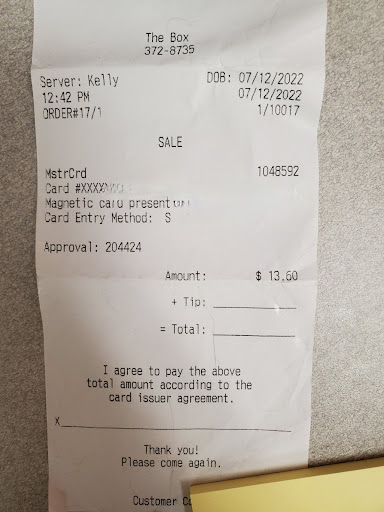 The Box
372-8735
Server: Kelly DOB: 07/12/2022
12:42 PM 07/12/2022
ORDER#17/1 1/10017
SALE
MstrCrd 1048592
Card #XXXX
Magnetic card present
Card Entry Method: S
Approval: 204424
Amount: $ 13.60
+ Tip:
= Total:
I agree to pay the above
total amount according to the
card issuer agreement.
x
Thank you!
Please come again.
Customer